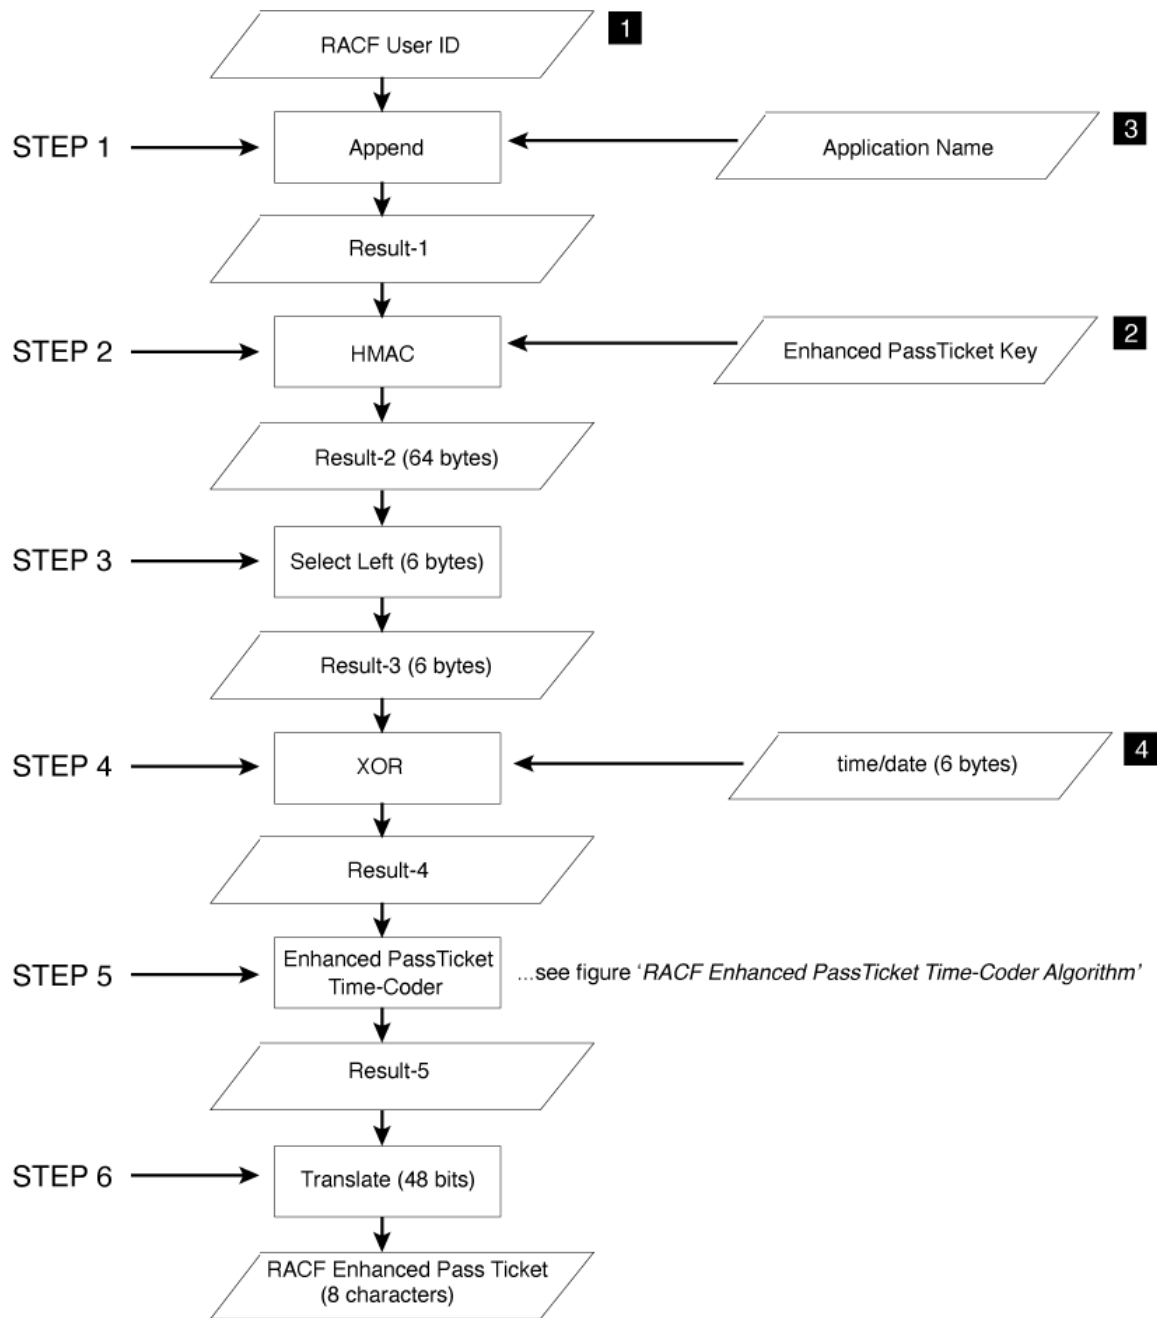 RACF User ID
1
STEP 1
Append
Application Name
3
Result-1
STEP 2
HMAC
Enhanced PassTicket Key
2
Result-2 (64 bytes)
STEP 3
Select Left (6 bytes)
Result-3 (6 bytes)
STEP 4
XOR
time/date (6 bytes)
4
Result-4
STEP 5
Enhanced PassTicket
Time-Coder
...see figure ‘RACF Enhanced PassTicket Time-Coder Algorithm’
Result-5
STEP 6
Translate (48 bits)
RACF Enhanced Pass Ticket
(8 characters)